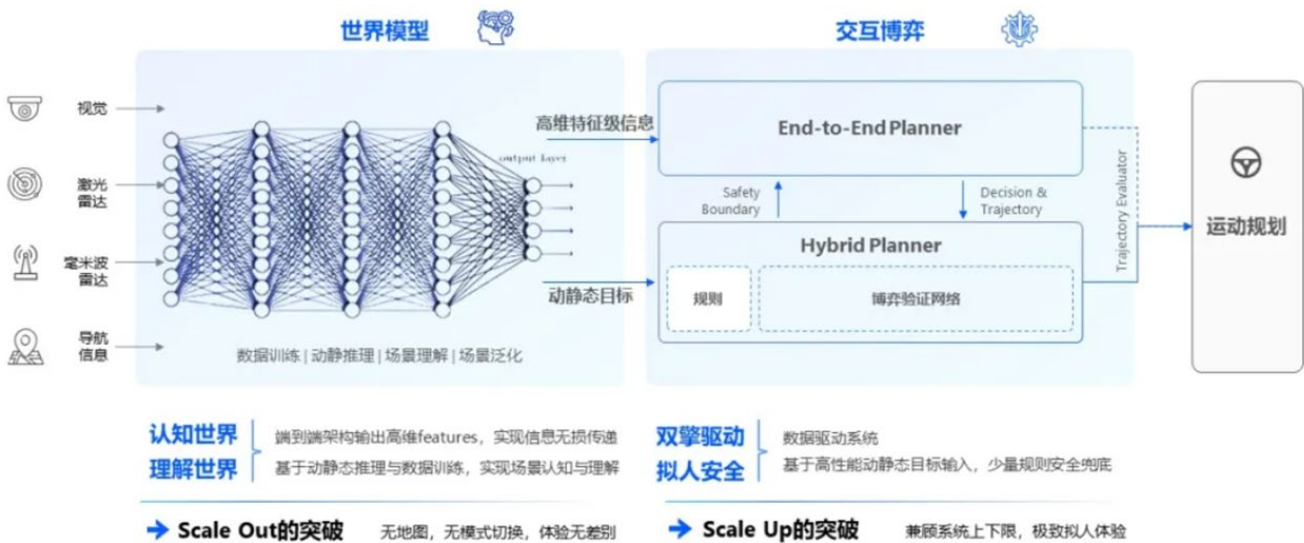 世界模型
交互博弈
视觉
激光
雷达
毫米波
雷达
导航
信息
高维特征级信息
output layer
动静态目标
数据训练 | 动静推理 | 场景理解 | 场景泛化
End-to-End Planner
Safety
Boundary
Decision &
Trajectory
Hybrid Planner
规则
博弈验证网络
Trajectory Evaluator
运动规划
认知世界
端到端架构输出高维features，实现信息无损传递
理解世界
基于动静态推理与数据训练，实现场景认知与理解
双擎驱动
数据驱动系统
拟人安全
基于高性能动静态目标输入，少量规则安全兜底
Scale Out的突破
无地图，无模式切换，体验无差别
Scale Up的突破
兼顾系统上下限，极致拟人体验